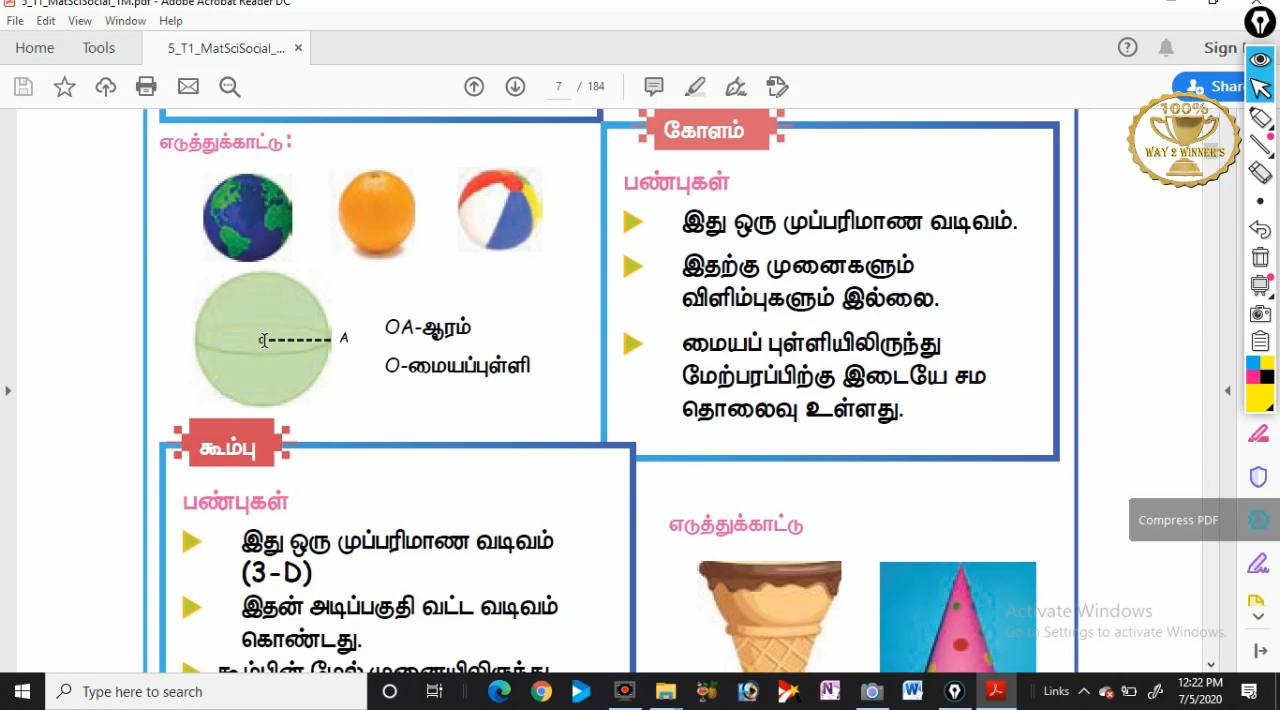 5_T1_MatSciSocial_TM.pdf - Adobe Acrobat Reader DC
File Edit View Window Help
Home Tools 5_T1_MatSciSocial_... × Sign
7 / 184
Shar
100%
WAY 2 WINNER'S
எடுத்துக்காட்டு:
கோளம்
பண்புகள்
இது ஒரு முப்பரிமாண வடிவம்.
இதற்கு முனைகளும்
விளிம்புகளும் இல்லை.
மையப் புள்ளியிலிருந்து
மேற்பரப்பிற்கு இடையே சம
தொலைவு உள்ளது.
A
OA-ஆரம்
O-மையப்புள்ளி
கூம்பு
பண்புகள்
இது ஒரு முப்பரிமாண வடிவம்
(3-D)
இதன் அடிப்பகுதி வட்ட வடிவம்
கொண்டது.
கூம்பின் மேல் முனையிலிருந்து
எடுத்துக்காட்டு
Compress PDF
Activate Windows
Go to Settings to activate Windows.
Type here to search
Links
12:22 PM
7/5/2020